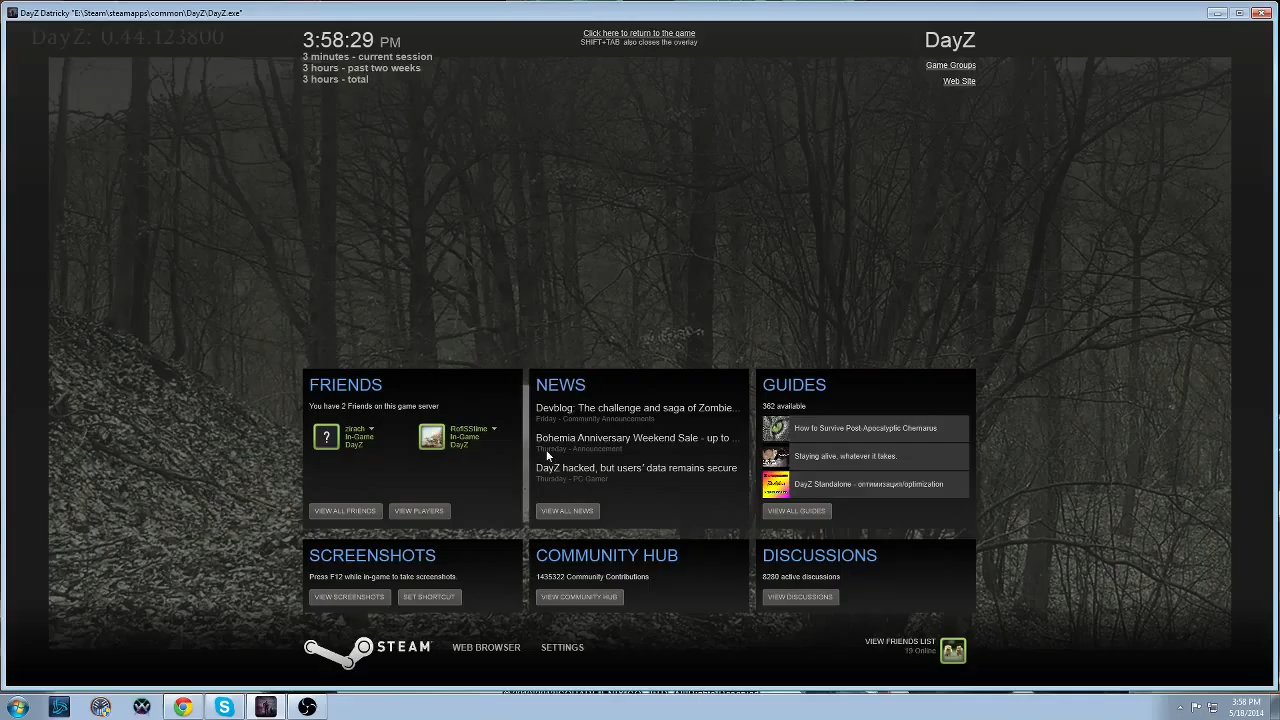 DayZ Datricky "E:\Steam\steamapps\common\DayZ\DayZ.exe"
DayZ: 0.44.123800
3:58:29 PM
3 minutes - current session
3 hours - past two weeks
3 hours - total
Click here to return to the game
SHIFT+TAB also closes the overlay
DayZ
Game Groups
Web Site
FRIENDS
You have 2 Friends on this game server
zirach
In-Game
DayZ
RoflSStime
In-Game
DayZ
VIEW ALL FRIENDS
VIEW PLAYERS
NEWS
Devblog: The challenge and saga of Zombie...
Friday - Community Announcements
Bohemia Anniversary Weekend Sale - up to ...
Thursday - Announcement
DayZ hacked, but users' data remains secure
Thursday - PC Gamer
VIEW ALL NEWS
GUIDES
362 available
How to Survive Post-Apocalyptic Chernarus
Staying alive, whatever it takes.
DayZ Standalone - оптимизация/optimization
VIEW ALL GUIDES
SCREENSHOTS
Press F12 while in-game to take screenshots.
VIEW SCREENSHOTS
SET SHORTCUT
COMMUNITY HUB
1435322 Community Contributions
VIEW COMMUNITY HUB
DISCUSSIONS
8280 active discussions
VIEW DISCUSSIONS
STEAM
WEB BROWSER
SETTINGS
VIEW FRIENDS LIST
19 Online
3:58 PM
5/18/2014